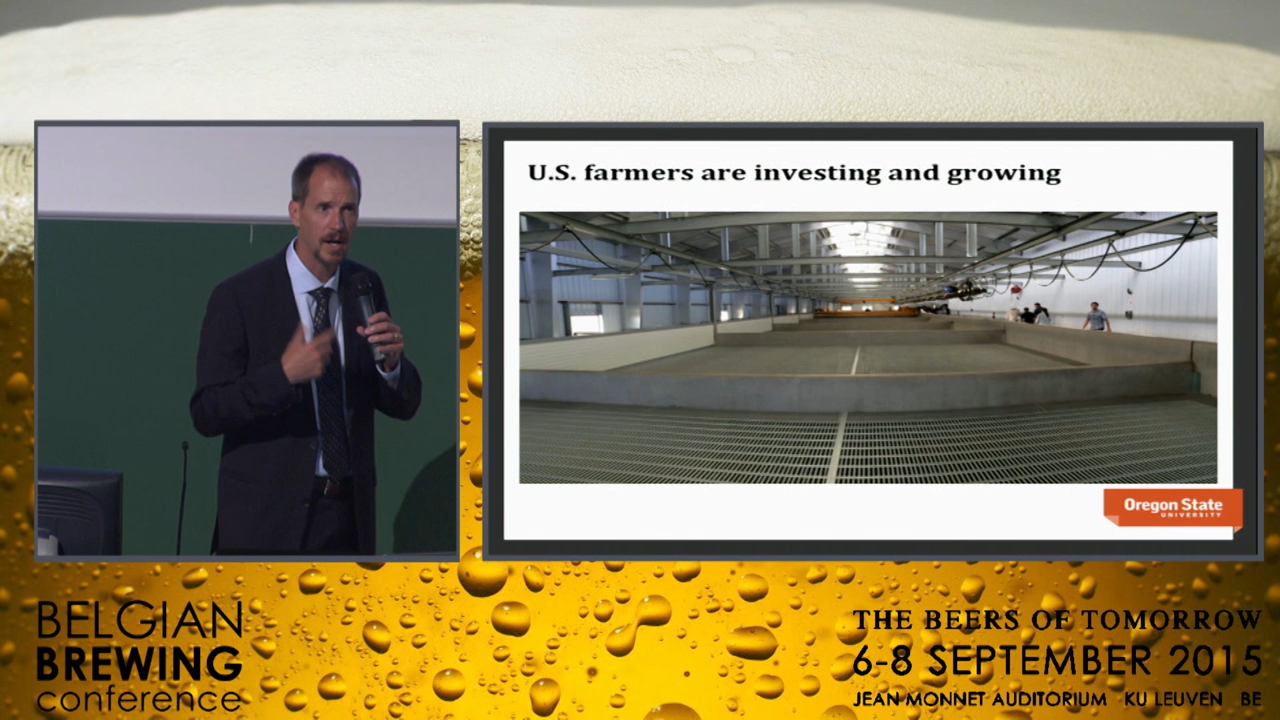 U.S. farmers are investing and growing
Oregon State
UNIVERSITY
BELGIAN
BREWING
conference
THE BEERS OF TOMORROW
6-8 SEPTEMBER 2015
JEAN MONNET AUDITORIUM KU LEUVEN BE